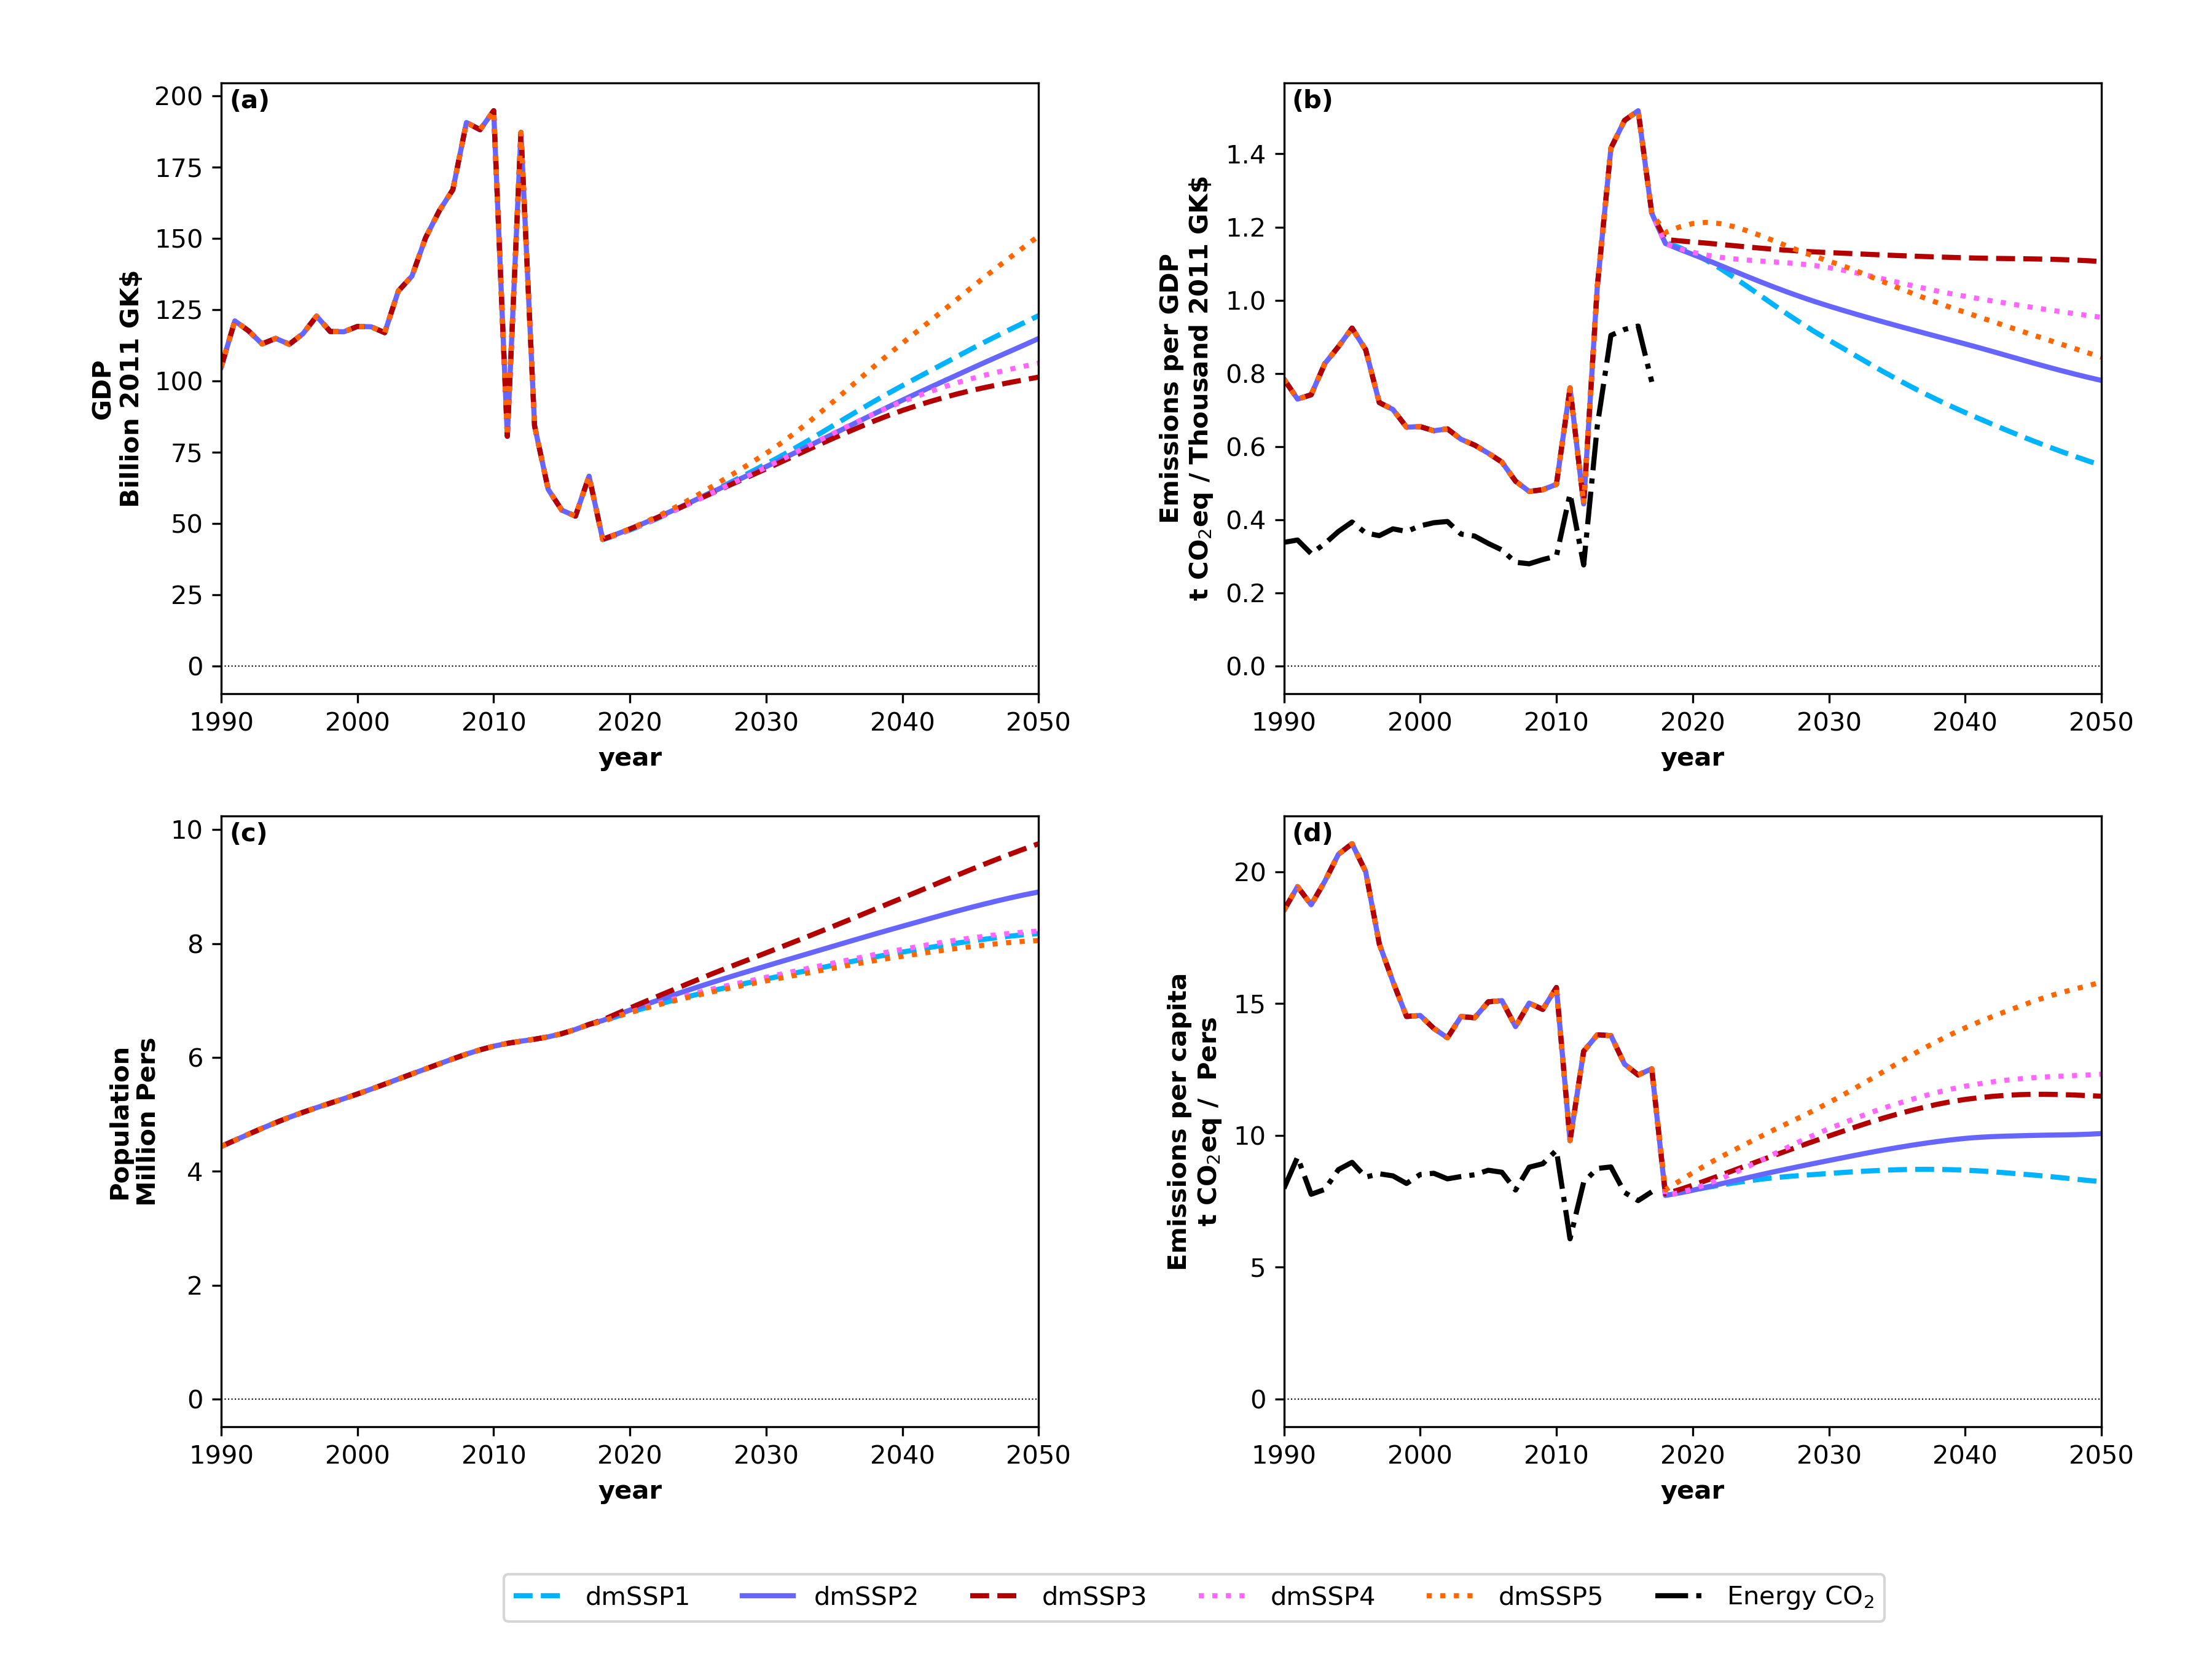 (a)
GDP
Billion 2011 GK$
200
175
150
125
100
75
50
25
0
1990 2000 2010 2020 2030 2040 2050
year
(b)
Emissions per GDP
t CO₂eq / Thousand 2011 GK$
1.4
1.2
1.0
0.8
0.6
0.4
0.2
0.0
1990 2000 2010 2020 2030 2040 2050
year
(c)
Population
Million Pers
10
8
6
4
2
0
1990 2000 2010 2020 2030 2040 2050
year
(d)
Emissions per capita
t CO₂eq / Pers
20
15
10
5
0
1990 2000 2010 2020 2030 2040 2050
year
dmSSP1 dmSSP2 dmSSP3 dmSSP4 dmSSP5 Energy CO₂